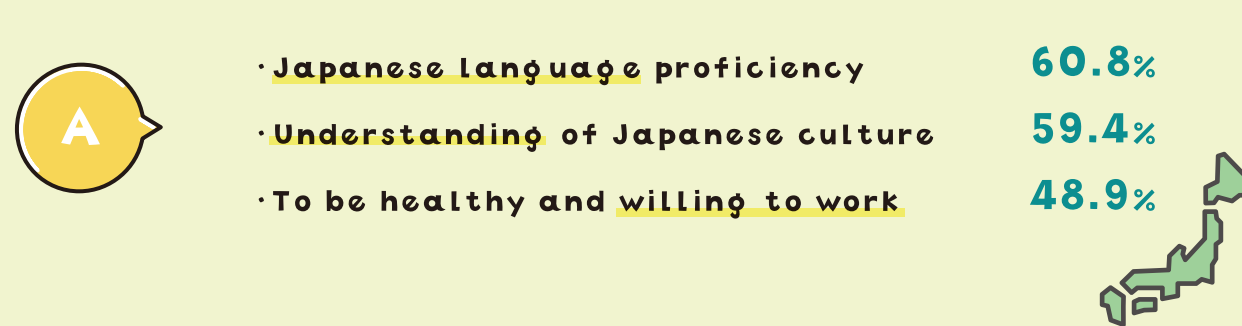 A
・Japanese language proficiency 60.8%
・Understanding of Japanese culture 59.4%
・To be healthy and willing to work 48.9%